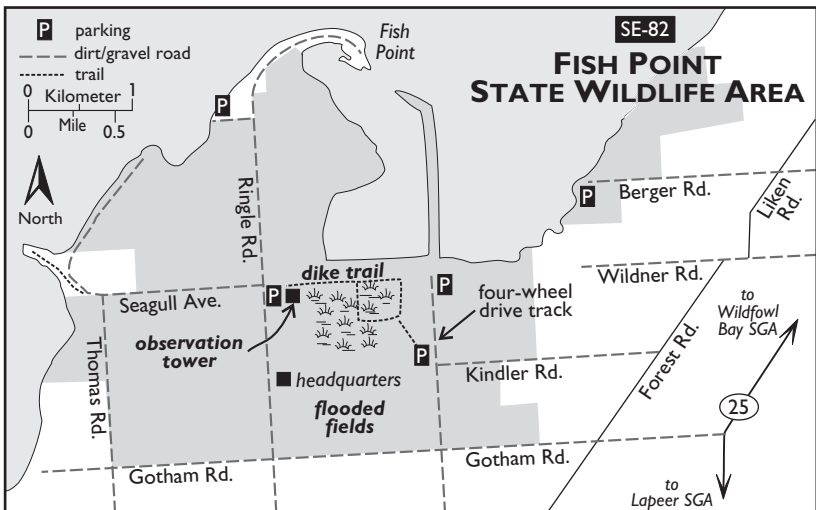 P parking
dirt/gravel road
trail
0 Kilometer 1
0 Mile 0.5
North
Fish
Point
SE-82
FISH POINT
STATE WILDLIFE AREA
P
Ringle Rd.
P
Berger Rd.
Liken
Rd.
Wildner Rd.
dike trail
Seagull Ave.
P
P
four-wheel
drive track
to
Wildfowl
Bay SGA
observation
tower
P
Thomas Rd.
headquarters
Kindler Rd.
Forest Rd.
flooded
fields
25
Gotham Rd.
Gotham Rd.
to
Lapeer SGA